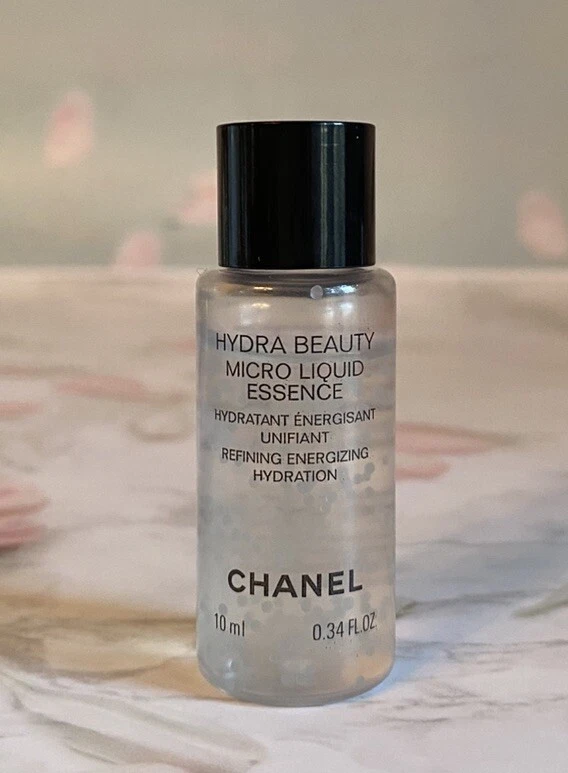 HYDRA BEAUTY
MICRO LIQUID
ESSENCE
HYDRATANT ÉNERGISANT
UNIFIANT
REFINING ENERGIZING
HYDRATION
CHANEL
10 ml 0.34 FL.OZ.